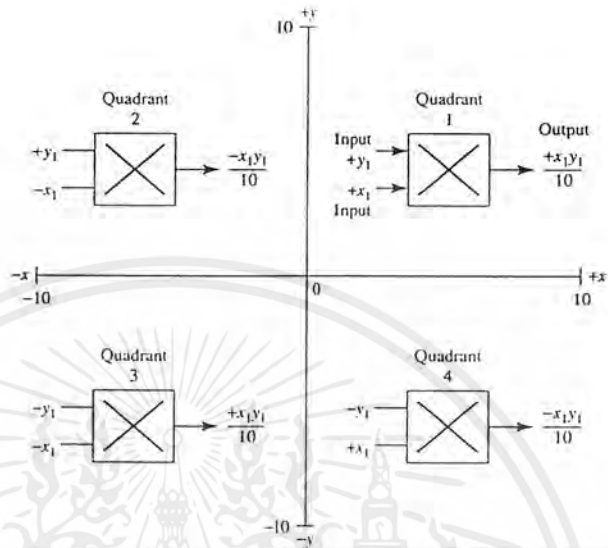 +y
10
Quadrant
2
+y₁
−x₁
−x₁y₁
10
Quadrant
1
Input
+y₁
+x₁
Input
Output
+x₁y₁
10
−x
−10
0
+x
10
Quadrant
3
−y₁
−x₁
+x₁y₁
10
Quadrant
4
−y₁
+x₁
−x₁y₁
10
−10
−y